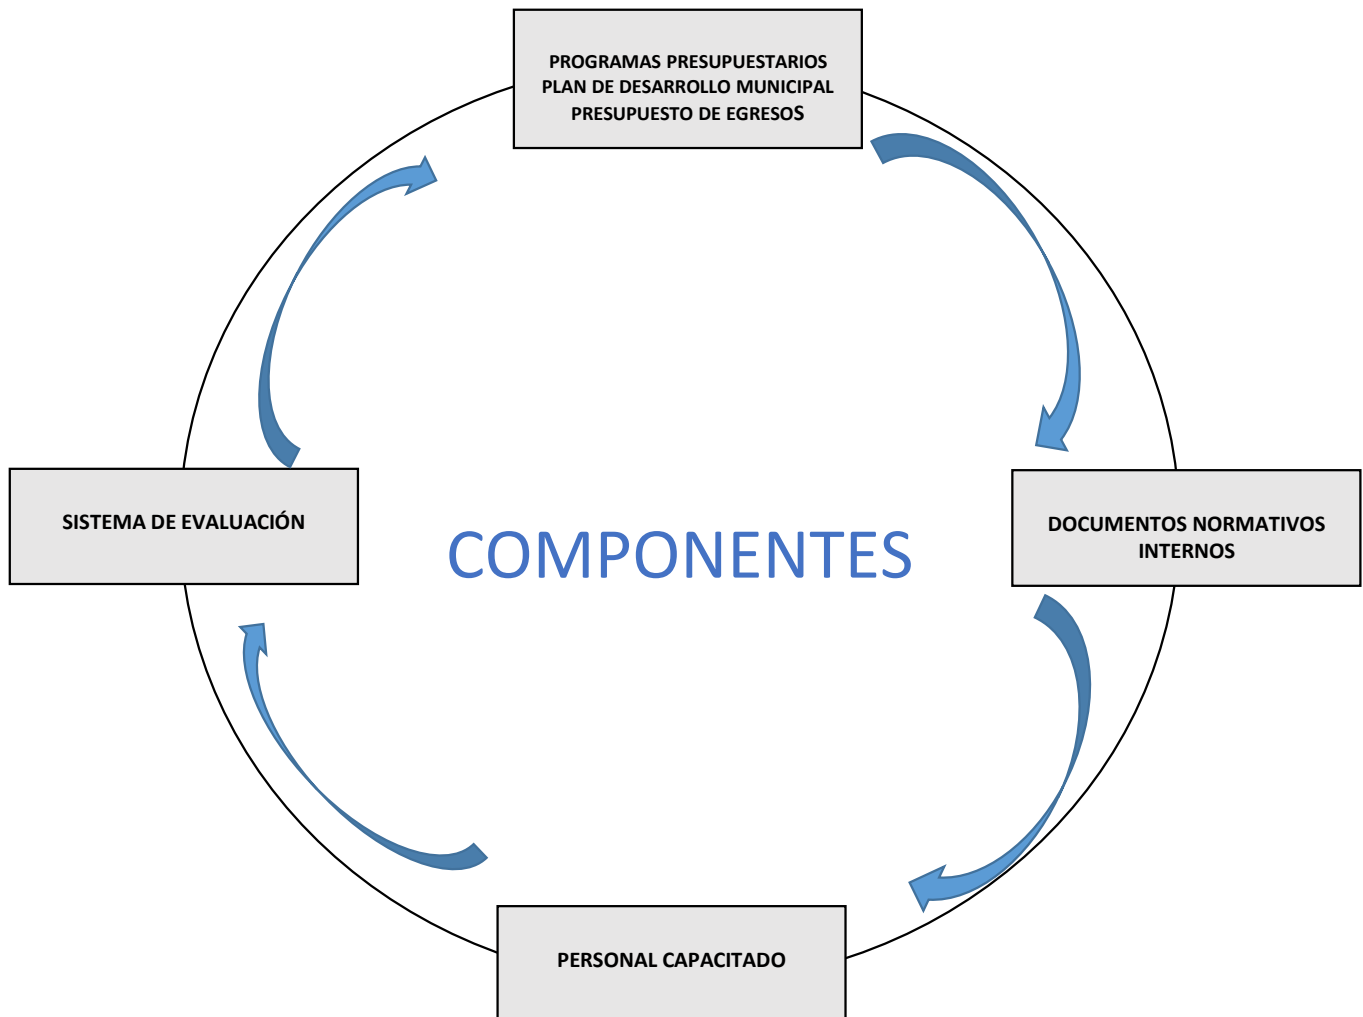 PROGRAMAS PRESUPUESTARIOS
PLAN DE DESARROLLO MUNICIPAL
PRESUPUESTO DE EGRESOS
SISTEMA DE EVALUACIÓN
COMPONENTES
DOCUMENTOS NORMATIVOS
INTERNOS
PERSONAL CAPACITADO